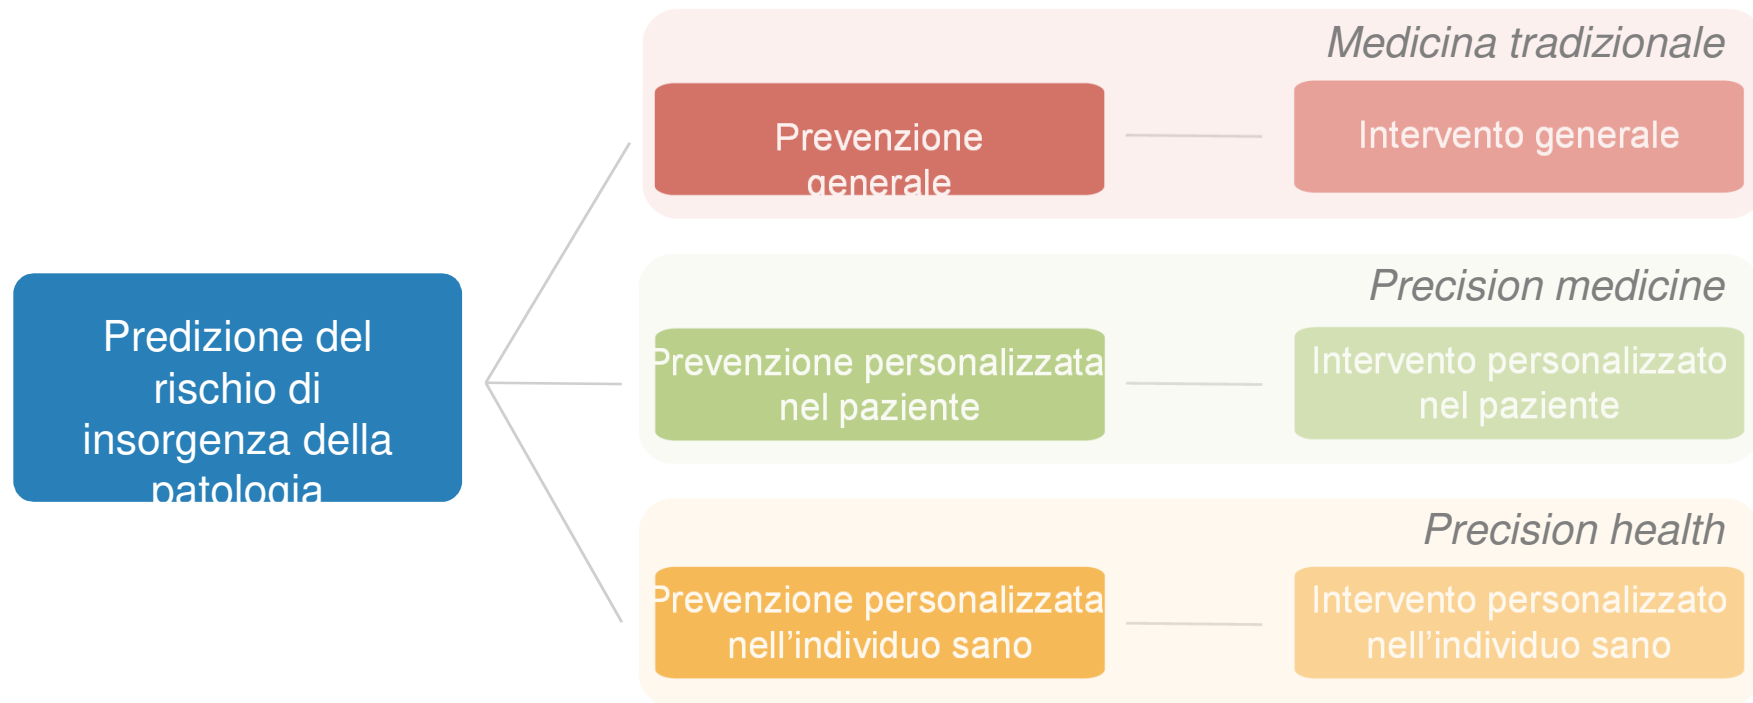 Medicina tradizionale
Prevenzione
generale
Intervento generale
Precision medicine
Predizione del
rischio di
insorgenza della
patologia
Prevenzione personalizzata
nel paziente
Intervento personalizzato
nel paziente
Precision health
Prevenzione personalizzata
nell’individuo sano
Intervento personalizzato
nell’individuo sano